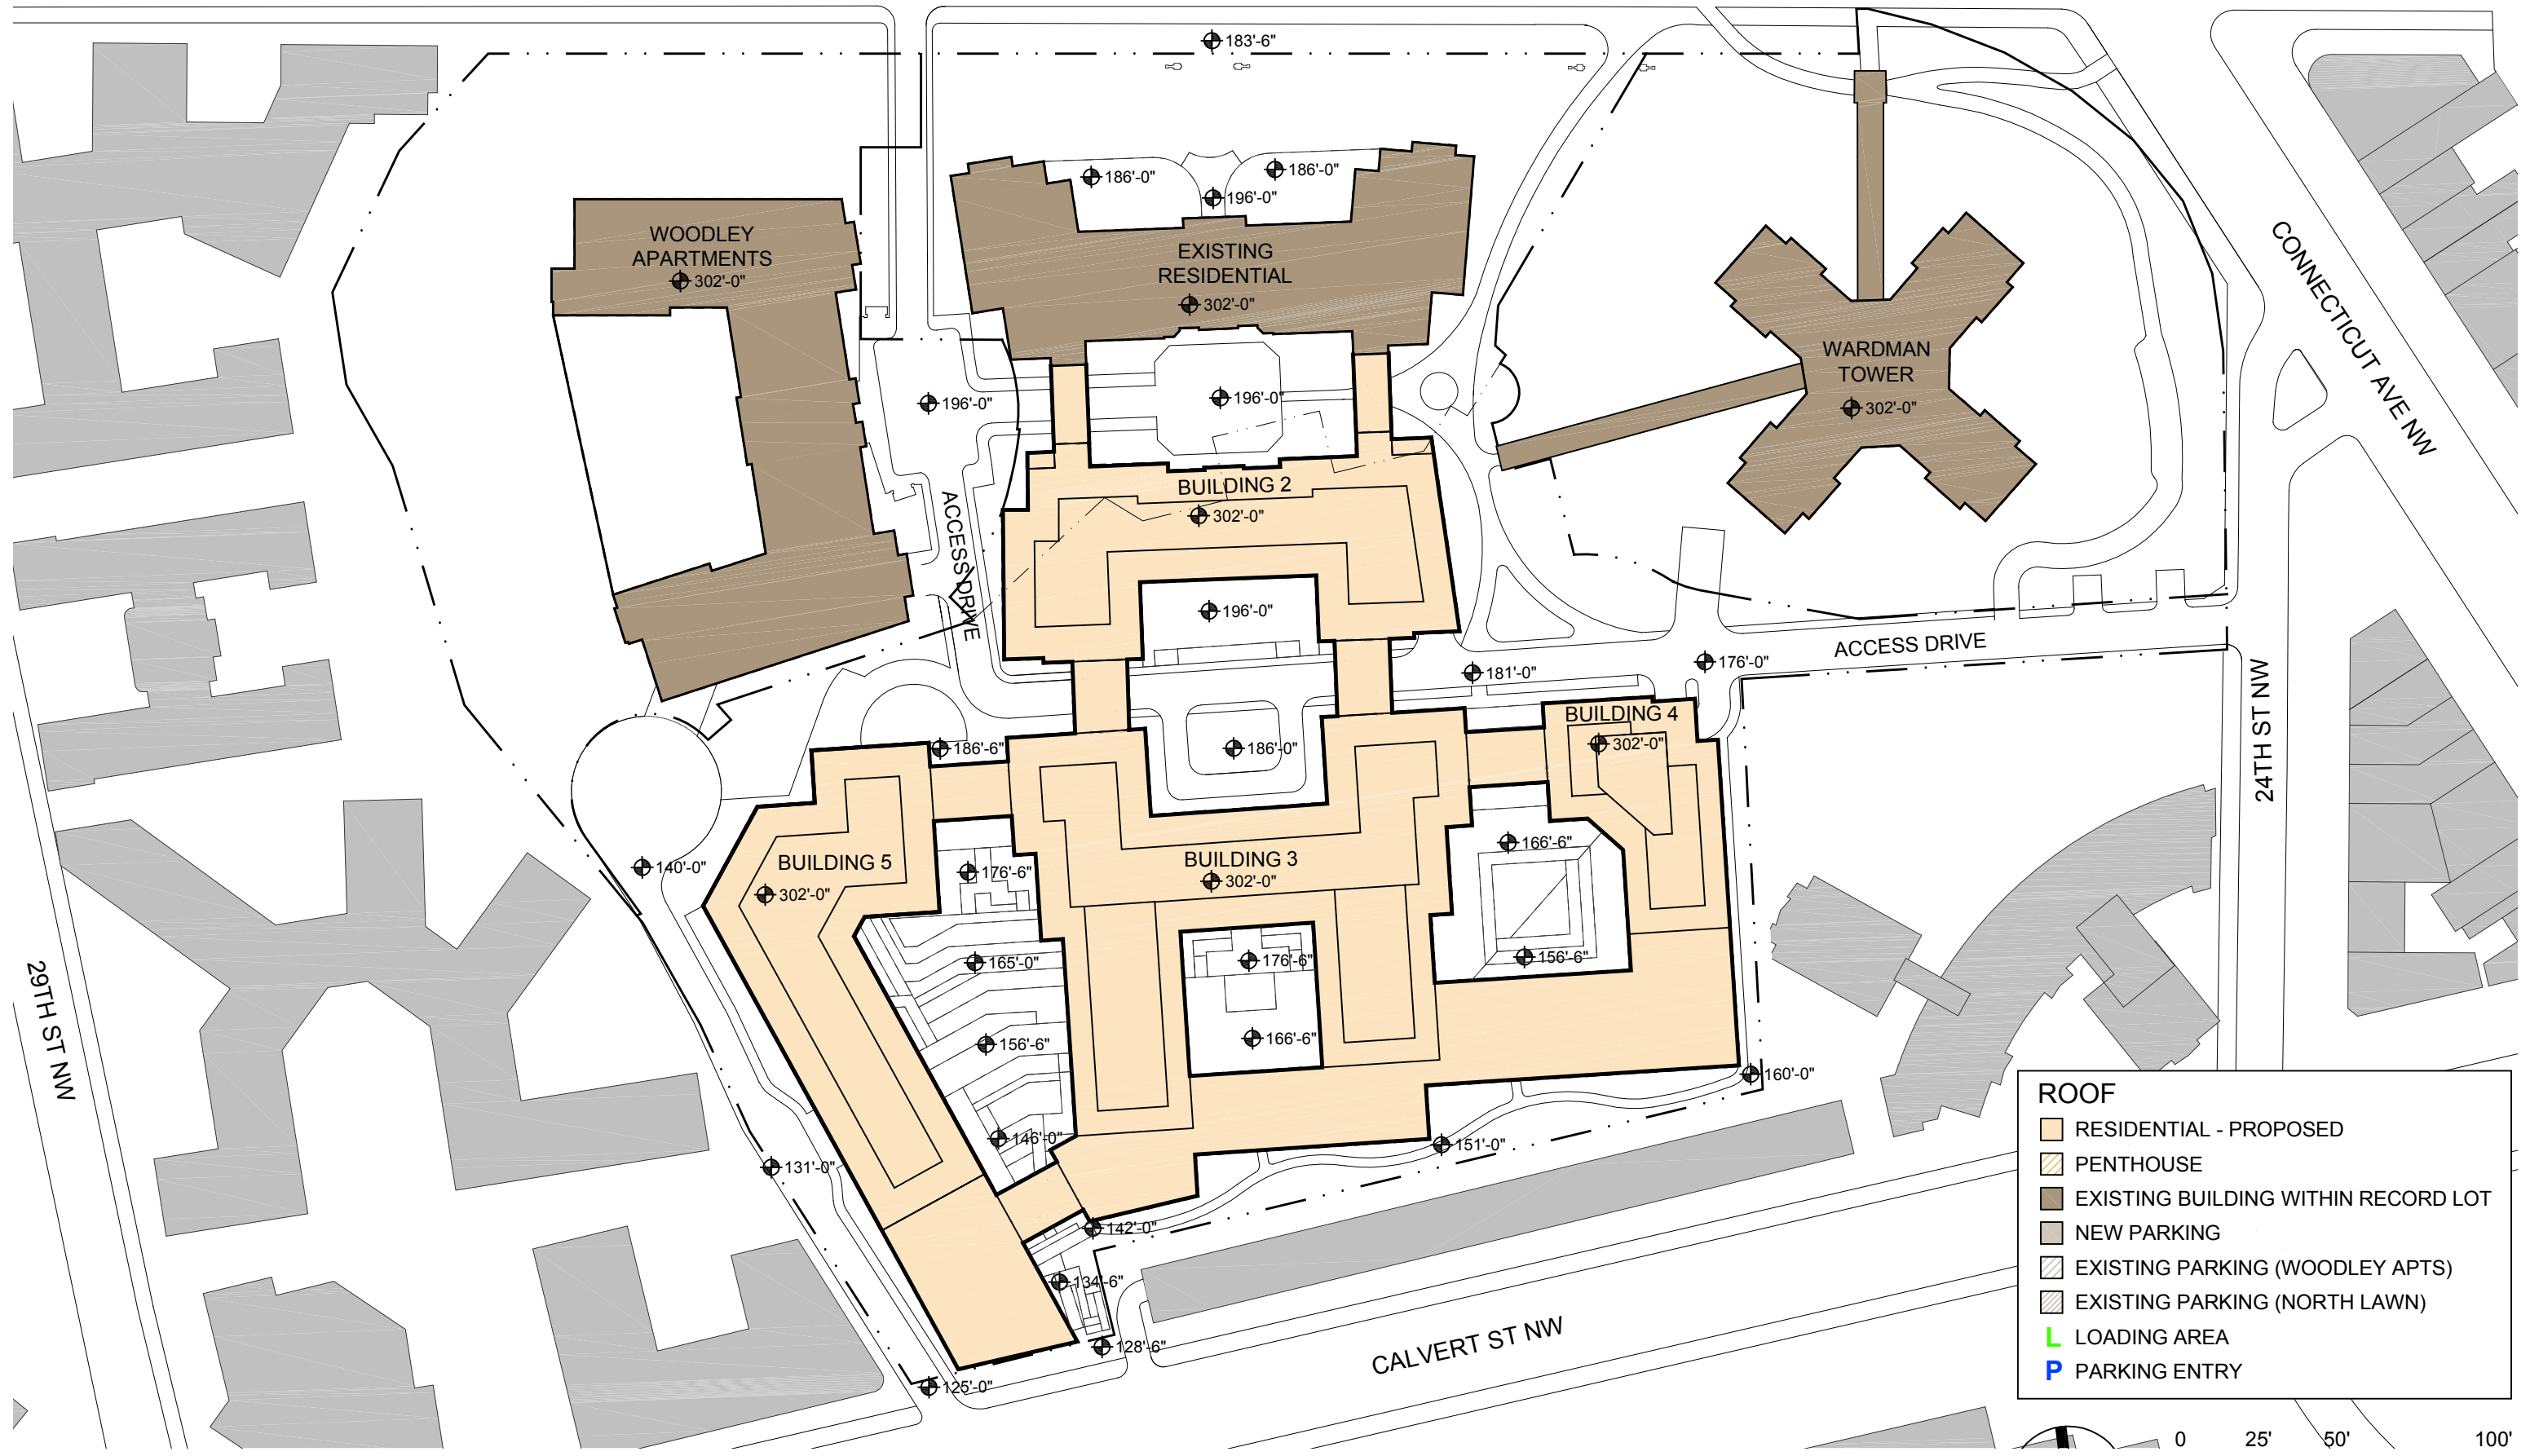 183'-6"
186'-0"
186'-0"
196'-0"
WOODLEY
APARTMENTS
302'-0"
EXISTING
RESIDENTIAL
302'-0"
CONNECTICUT AVE NW
WARDMAN
TOWER
302'-0"
196'-0"
196'-0"
BUILDING 2
302'-0"
ACCESS DRIVE
196'-0"
ACCESS DRIVE
176'-0"
181'-0"
24TH ST NW
BUILDING 4
302'-0"
186'-6"
186'-0"
166'-6"
140'-0"
BUILDING 5
302'-0"
176'-6"
BUILDING 3
302'-0"
165'-0"
176'-6"
156'-6"
29TH ST NW
156'-6"
166'-6"
160'-0"
146'-0"
151'-0"
131'-0"
142'-0"
134'-6"
128'-6"
125'-0"
CALVERT ST NW
ROOF
RESIDENTIAL - PROPOSED
PENTHOUSE
EXISTING BUILDING WITHIN RECORD LOT
NEW PARKING
EXISTING PARKING (WOODLEY APTS)
EXISTING PARKING (NORTH LAWN)
L LOADING AREA
P PARKING ENTRY
0 25' 50' 100'